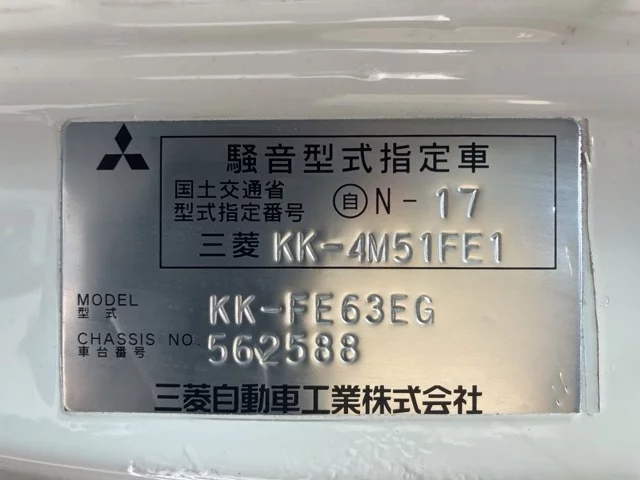 騒音型式指定車
国土交通省
型式指定番号 自 N-17
三菱 KK-4M51FE1
MODEL
型式 KK-FE63EG
CHASSIS NO.
車台番号 562588
三菱自動車工業株式会社